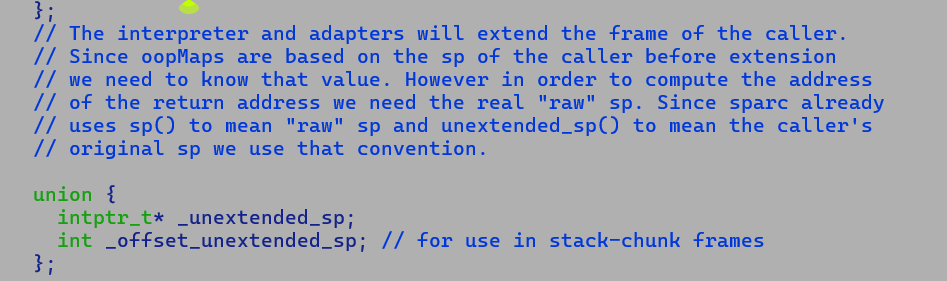 };
// The interpreter and adapters will extend the frame of the caller.
// Since oopMaps are based on the sp of the caller before extension
// we need to know that value. However in order to compute the address
// of the return address we need the real "raw" sp. Since sparc already
// uses sp() to mean "raw" sp and unextended_sp() to mean the caller's
// original sp we use that convention.

union {
  intptr_t* _unextended_sp;
  int _offset_unextended_sp; // for use in stack-chunk frames
};